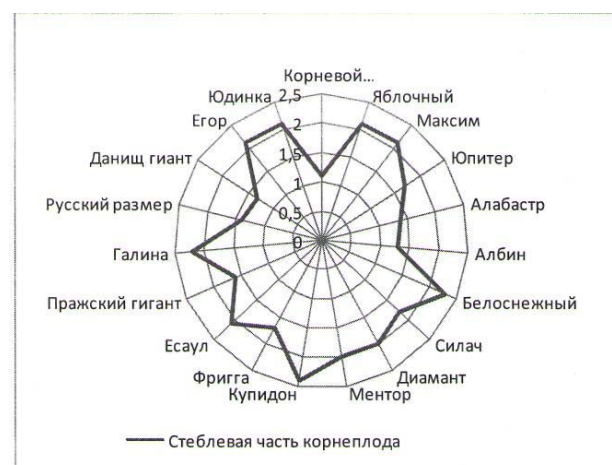 Корневой...
Юдинка 2,5 Яблочный
Егор 2 Максим
Данищ гиант 1,5 Юпитер
1
Русский размер 0,5 Алабастр
Галина 0 Албин
Пражский гигант Белоснежный
Есаул Силач
Фригга Диамант
Купидон Ментор
Стеблевая часть корнеплода